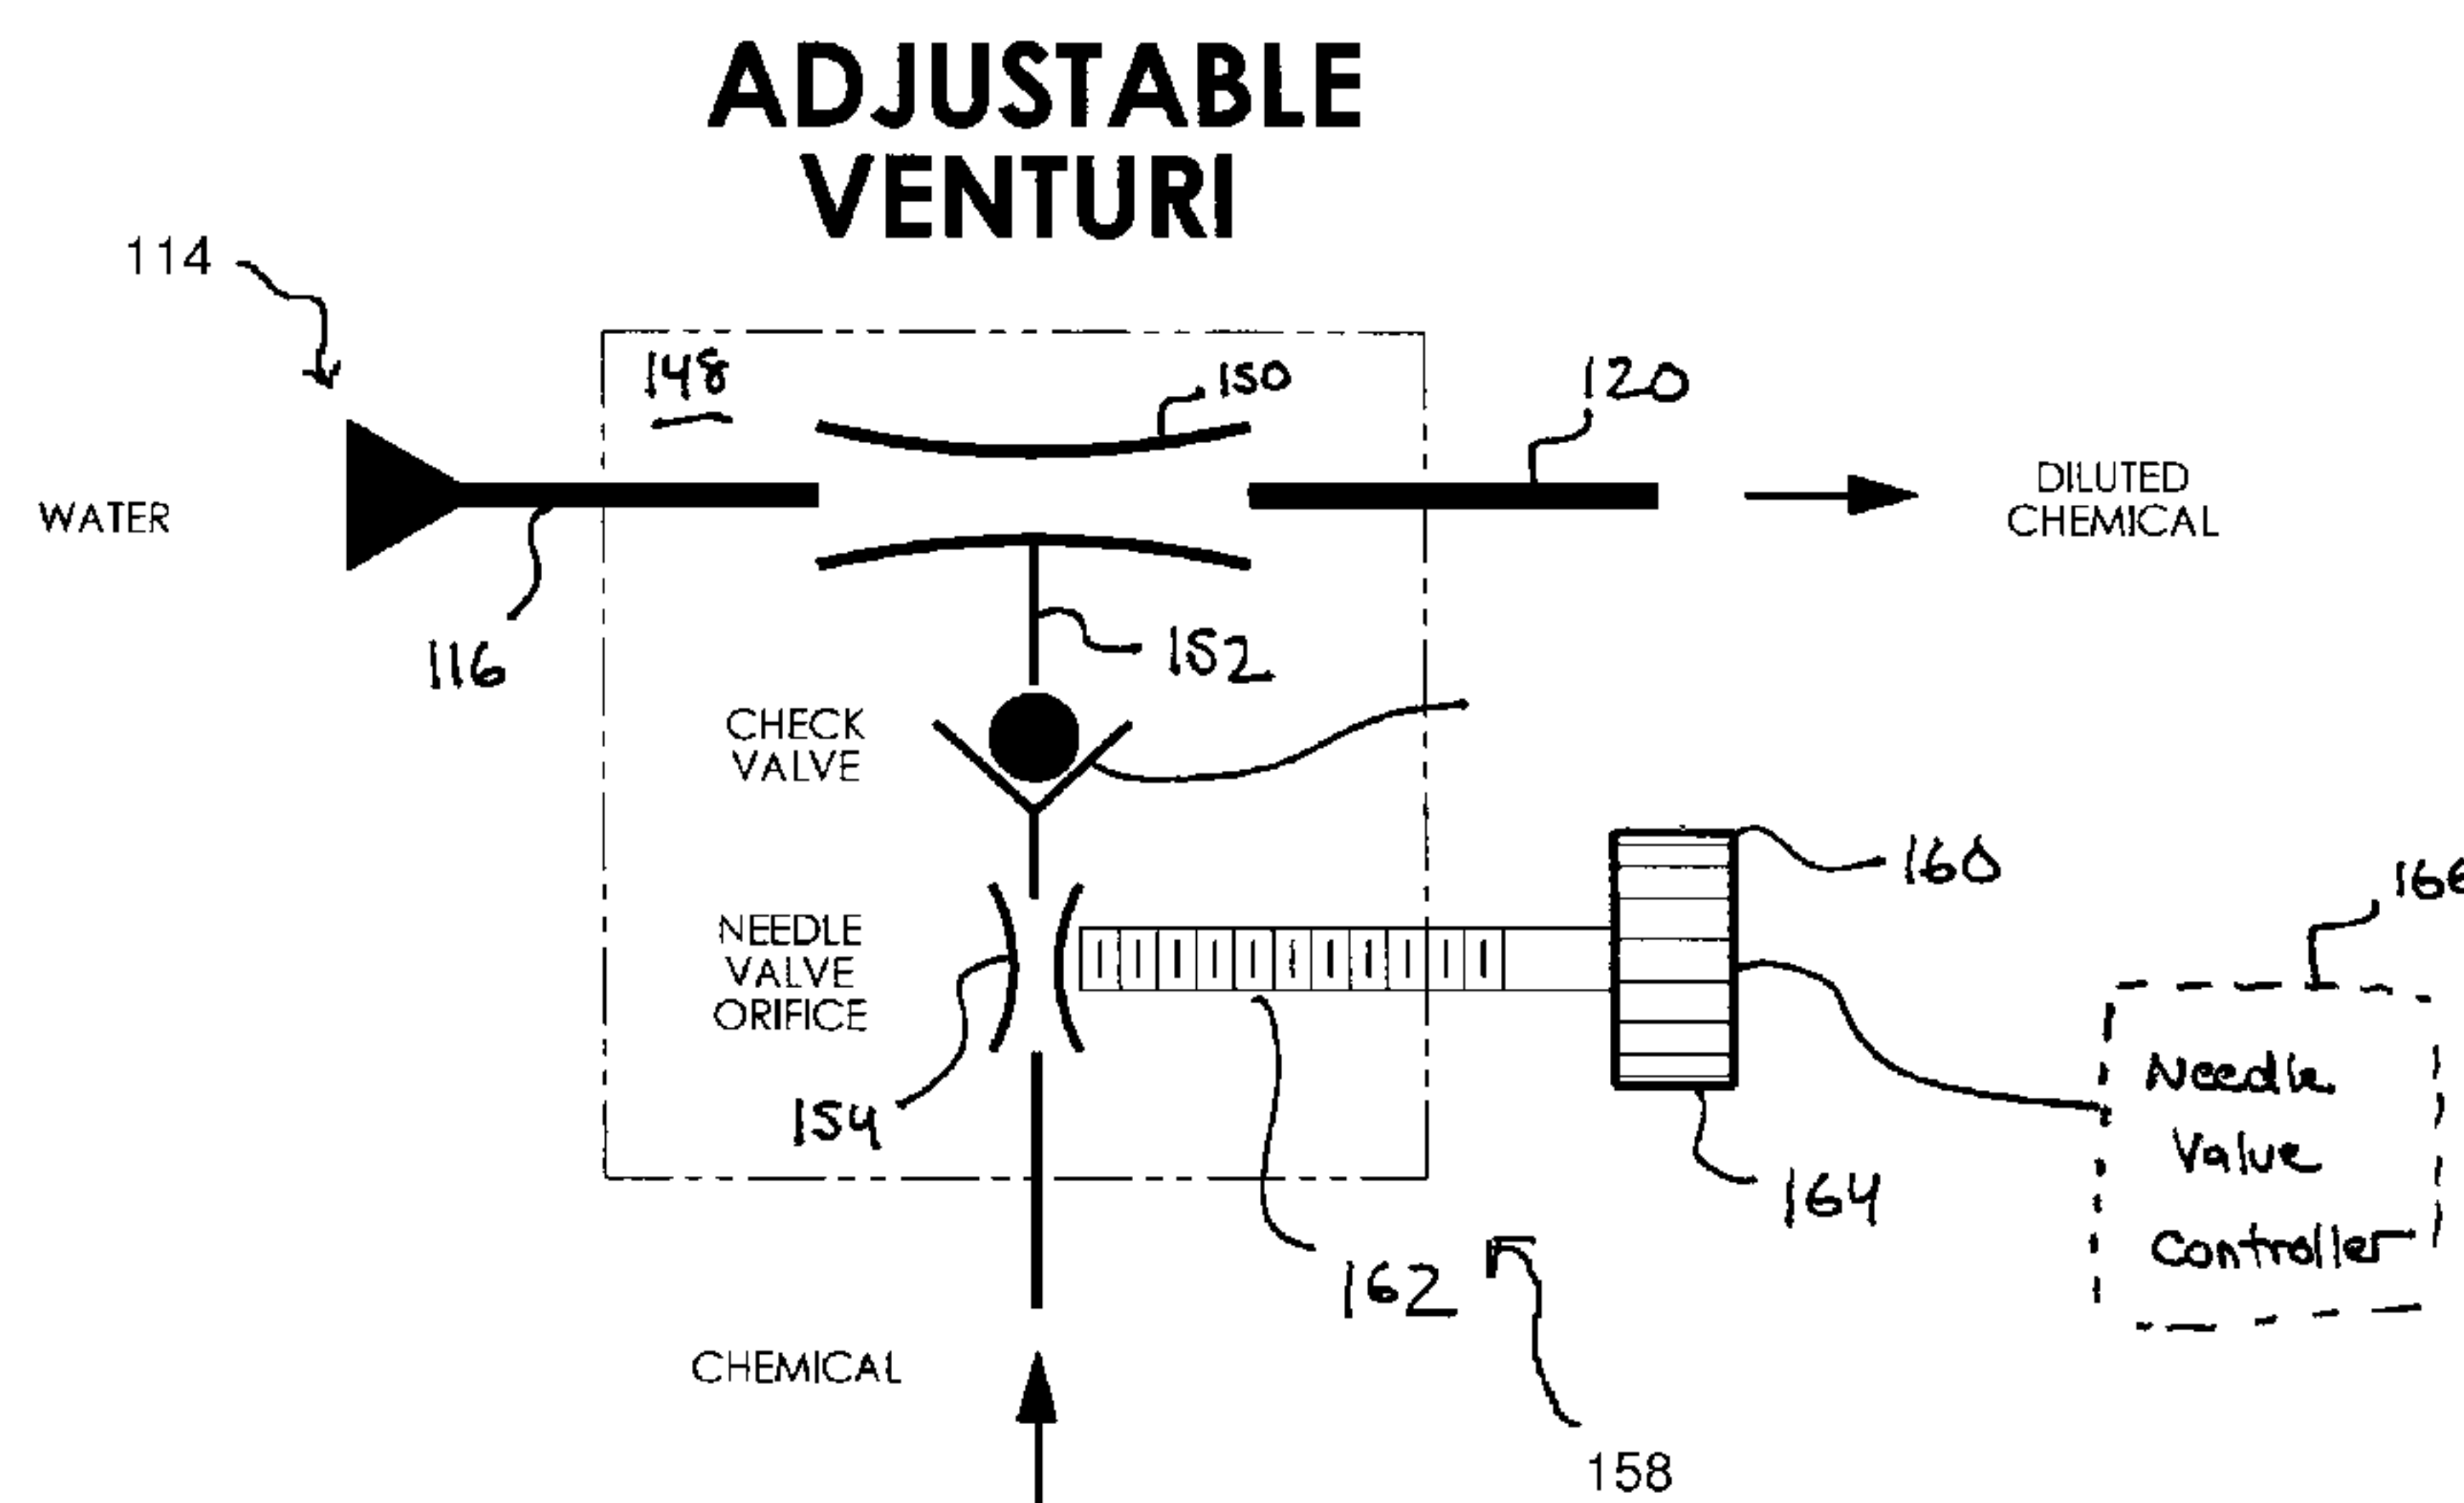 ADJUSTABLE
VENTURI
114
148
150
120
WATER
DILUTED
CHEMICAL
116
152
CHECK
VALVE
160
NEEDLE
VALVE
ORIFICE
154
164
Needle
Valve
Controller
162
CHEMICAL
158